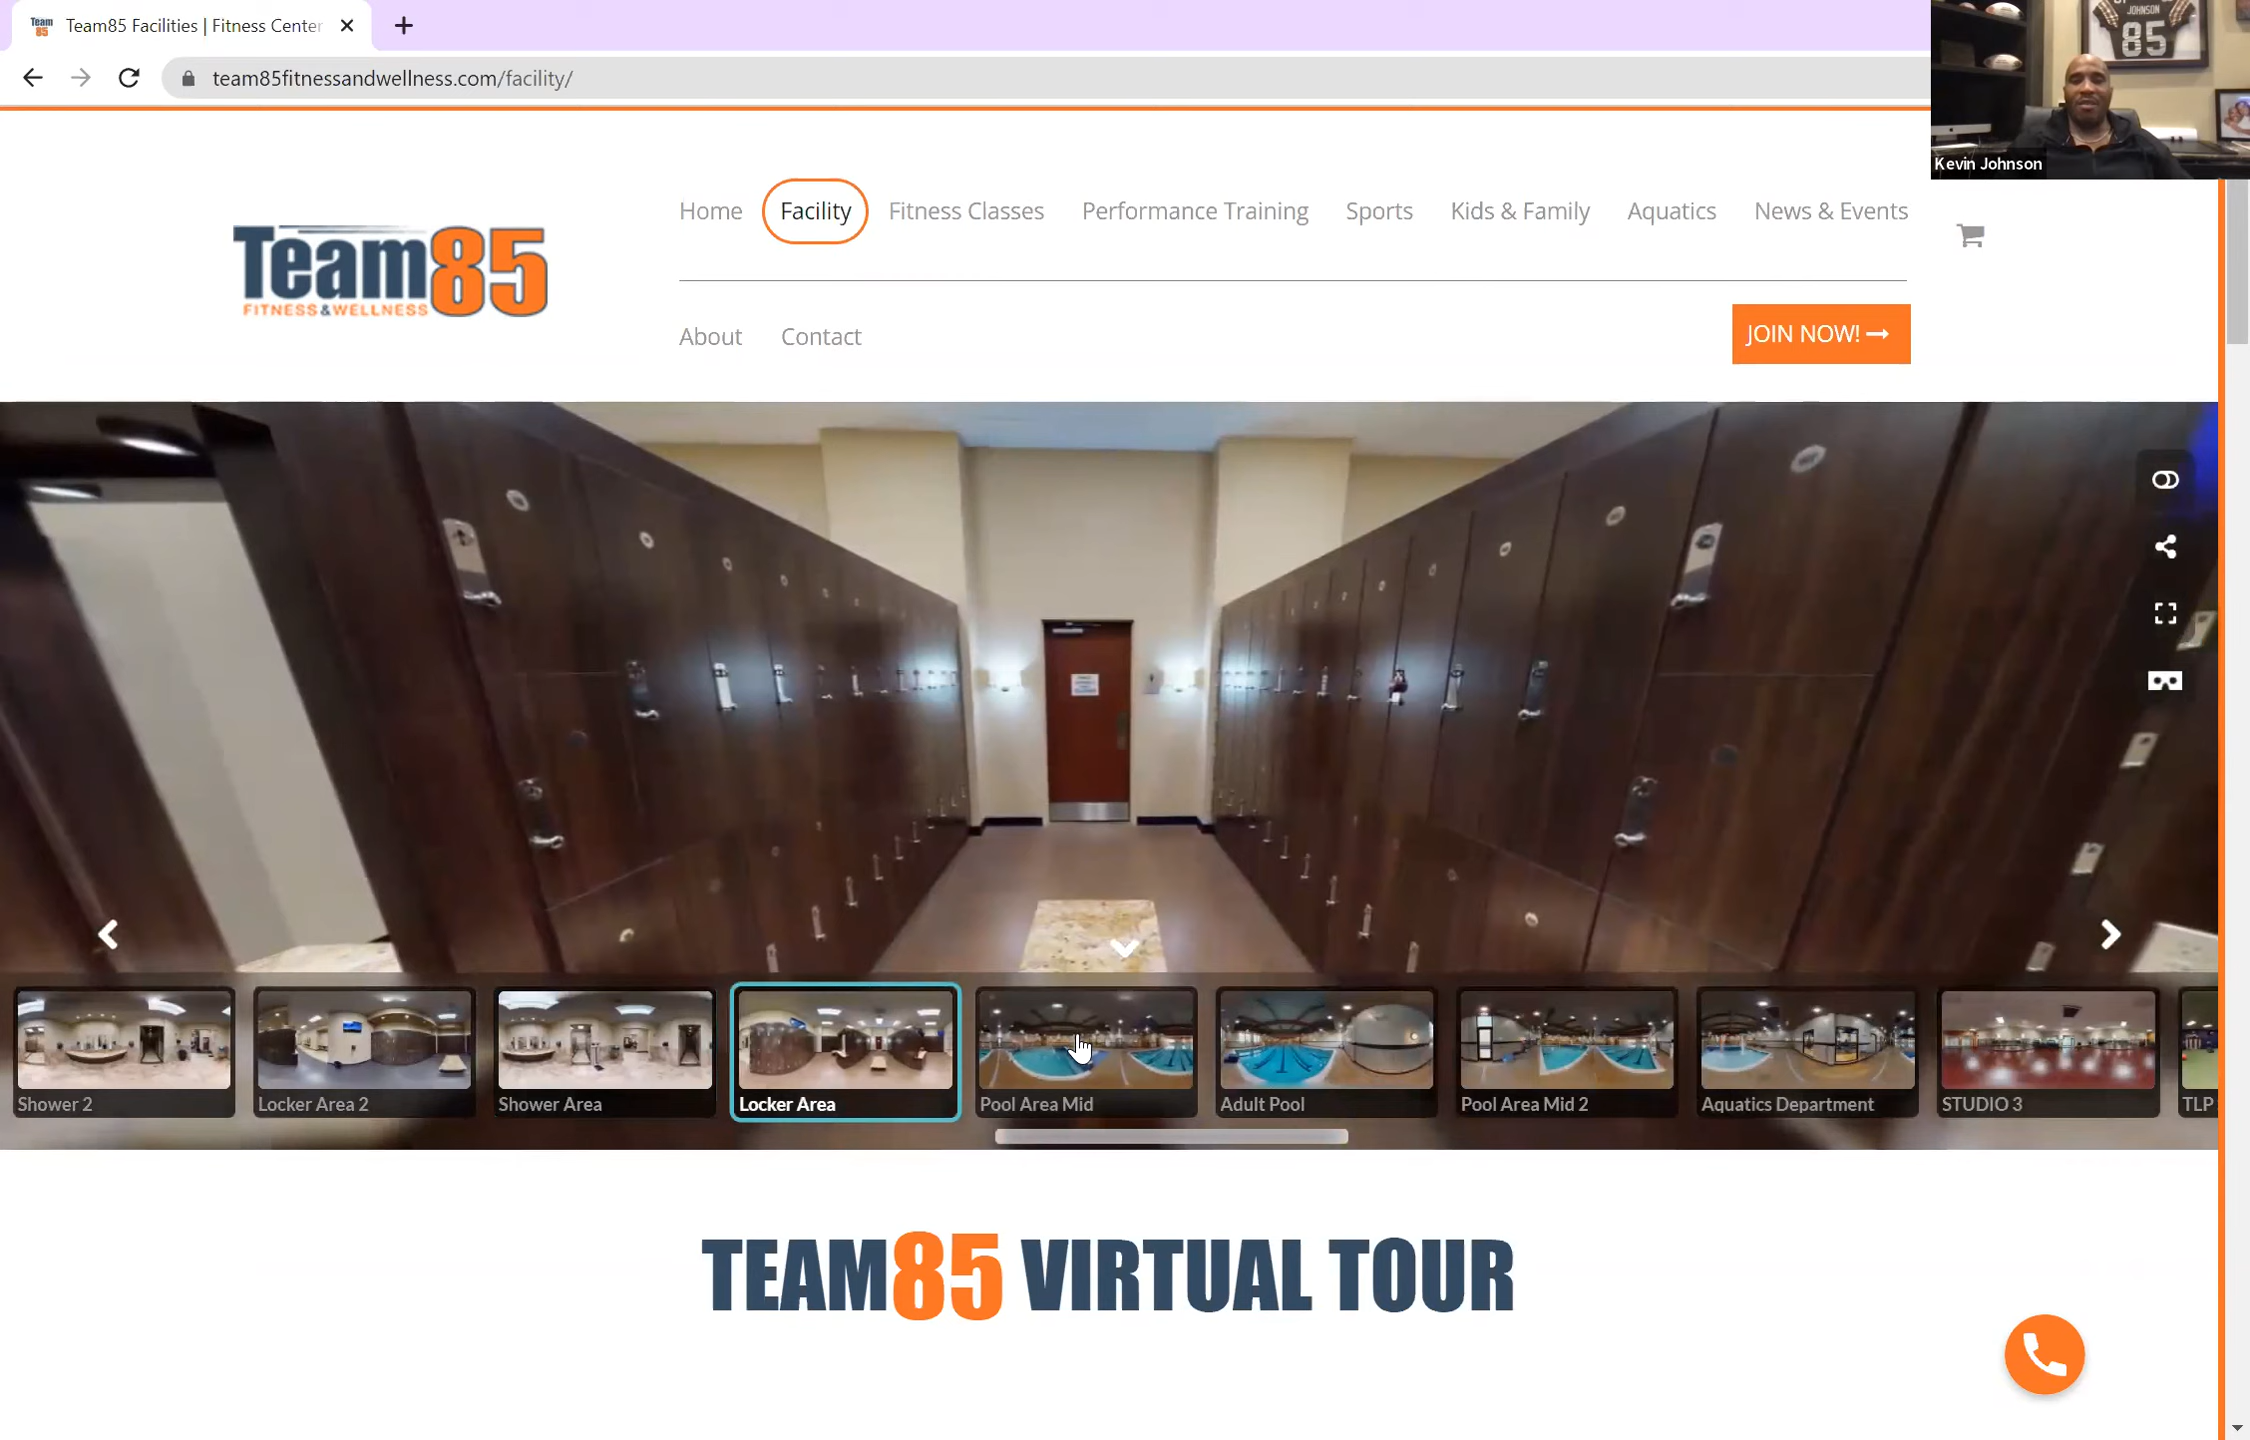 Team
85
Team85 Facilities | Fitness Center
team85fitnessandwellness.com/facility/
JOHNSON
85
Kevin Johnson
Home
Facility
Fitness Classes
Performance Training
Sports
Kids & Family
Aquatics
News & Events
Team85
FITNESS&WELLNESS
About
Contact
JOIN NOW!
Shower 2
Locker Area 2
Shower Area
Locker Area
Pool Area Mid
Adult Pool
Pool Area Mid 2
Aquatics Department
STUDIO 3
TLP
TEAM85 VIRTUAL TOUR